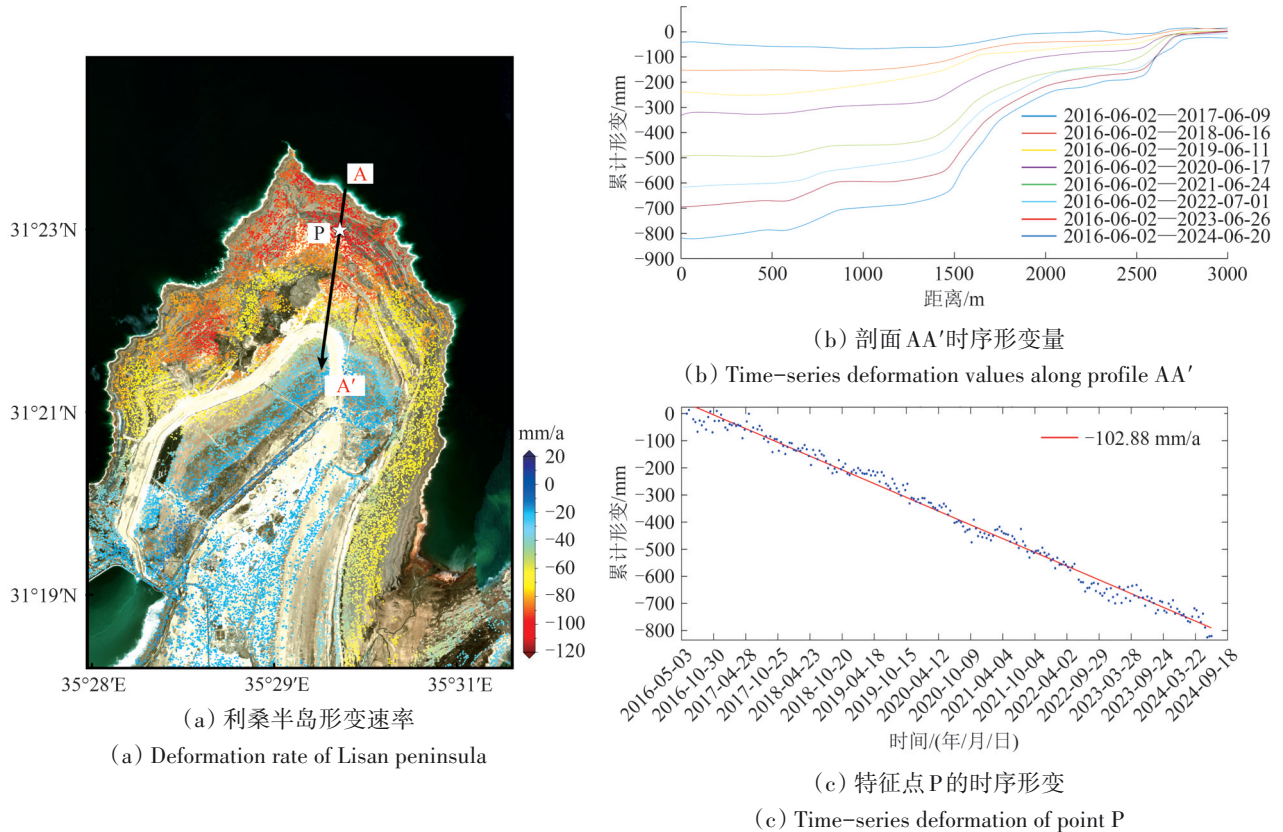 A
P
A′
31°23′N
31°21′N
31°19′N
35°28′E
35°29′E
35°31′E
mm/a
20
0
−20
−40
−60
−80
−100
−120
(a) 利桑半岛形变速率
(a) Deformation rate of Lisan peninsula
累计形变/mm
0
−100
−200
−300
−400
−500
−600
−700
−800
−900
2016-06-02—2017-06-09
2016-06-02—2018-06-16
2016-06-02—2019-06-11
2016-06-02—2020-06-17
2016-06-02—2021-06-24
2016-06-02—2022-07-01
2016-06-02—2023-06-26
2016-06-02—2024-06-20
0
500
1000
1500
2000
2500
3000
距离/m
(b) 剖面AA′时序形变量
(b) Time−series deformation values along profile AA′
累计形变/mm
0
−100
−200
−300
−400
−500
−600
−700
−800
−102.88 mm/a
2016-05-03
2016-10-30
2017-04-28
2017-10-25
2018-04-23
2018-10-20
2019-04-18
2019-10-15
2020-04-12
2020-10-09
2021-04-04
2021-10-04
2022-04-02
2022-09-29
2023-03-28
2023-09-24
2024-03-22
2024-09-18
时间/(年/月/日)
(c) 特征点P的时序形变
(c) Time−series deformation of point P